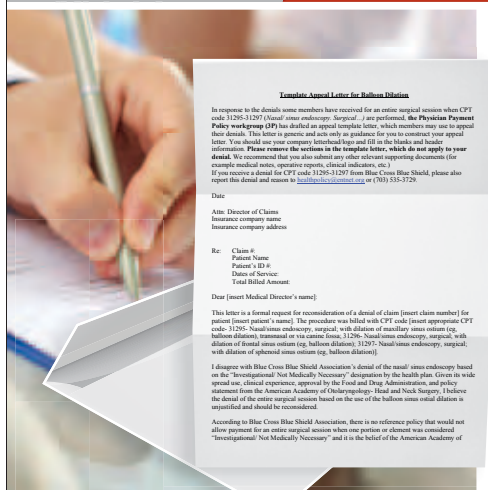 Template Appeal Letter for Balloon Dilation
In response to the denials some members have received for an entire surgical session when CPT
code 31295-31297 (Nasal/ sinus endoscopy. Surgical…) are performed, the Physician Payment
Policy workgroup (3P) has drafted an appeal template letter, which members may use to appeal
their denials. This letter is generic and acts only as guidance for you to construct your appeal
letter. You should use your company letterhead/logo and fill in the blanks and header
information. Please remove the sections in the template letter, which do not apply to your
denial. We recommend that you also submit any other relevant supporting documents (for
example medical notes, operative reports, clinical indicators, etc.)
If you receive a denial for CPT code 31295-31297 from Blue Cross Blue Shield, please also
report this denial and reason to healthpolicy@entnet.org or (703) 535-3729.
Date
Attn: Director of Claims
Insurance company name
Insurance company address
Re: Claim #:
Patient Name
Patient's ID #:
Dates of Service:
Total Billed Amount:
Dear [insert Medical Director's name]:
This letter is a formal request for reconsideration of a denial of claim [insert claim number] for
patient [insert patient's name]. The procedure was billed with CPT code [insert appropriate CPT
code- 31295- Nasal/sinus endoscopy, surgical; with dilation of maxillary sinus ostium (eg,
balloon dilation), transnasal or via canine fossa; 31296- Nasal/sinus endoscopy, surgical; with
dilation of frontal sinus ostium (eg, balloon dilation); 31297- Nasal/sinus endoscopy, surgical;
with dilation of sphenoid sinus ostium (eg, balloon dilation)].
I disagree with Blue Cross Blue Shield Association's denial of the nasal/ sinus endoscopy based
on the "Investigational/ Not Medically Necessary" designation by the health plan. Given its wide
spread use, clinical experience, approval by the Food and Drug Administration, and policy
statement from the American Academy of Otolaryngology- Head and Neck Surgery, I believe
the denial of the entire surgical session based on the use of the balloon sinus ostial dilation is
unjustified and should be reconsidered.
According to Blue Cross Blue Shield Association, there is no reference policy that would not
allow payment for an entire surgical session when one portion or element was considered
"Investigational/ Not Medically Necessary" and it is the belief of the American Academy of